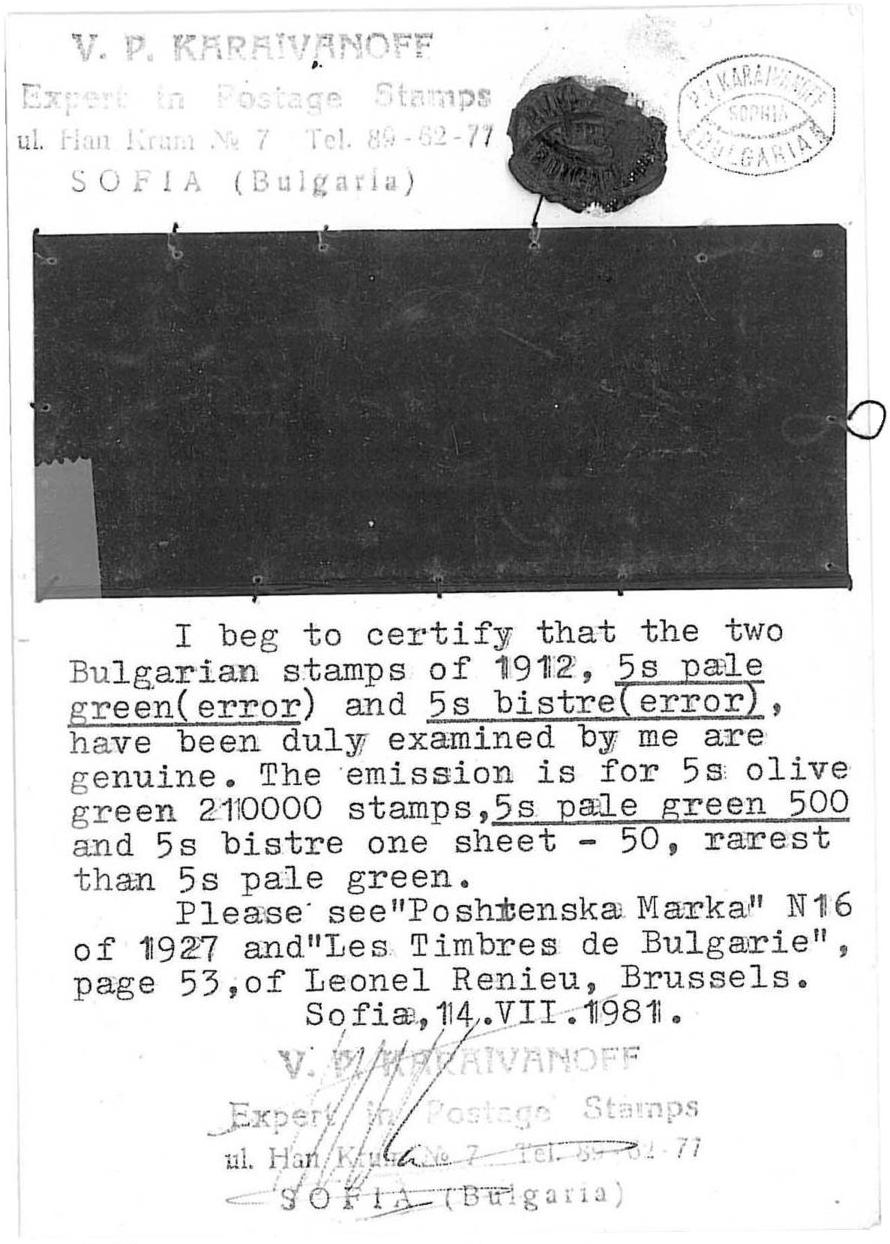 V. P. KARAIVANOFF
Expert in Postage Stamps
ul. Han Krum № 7 Tel. 89-62-77
SOFIA (Bulgaria)
P. V. KARAIVANOFF
SOPHIA
BULGARIA
I beg to certify that the two
Bulgarian stamps of 1912, 5s pale
green(error) and 5s bistre(error),
have been duly examined by me are
genuine. The emission is for 5s olive
green 2110000 stamps,5s pale green 500
and 5s bistre one sheet - 50, rarest
than 5s pale green.
Please see"Poshtenska Marka" N16
of 1927 and"Les Timbres de Bulgarie",
page 53,of Leonel Renieu, Brussels.
Sofia,14.VII.1981.
V. P. KARAIVANOFF
Expert in Postage Stamps
ul. Han Krum № 7 Tel. 89-62-77
SOFIA (Bulgaria)